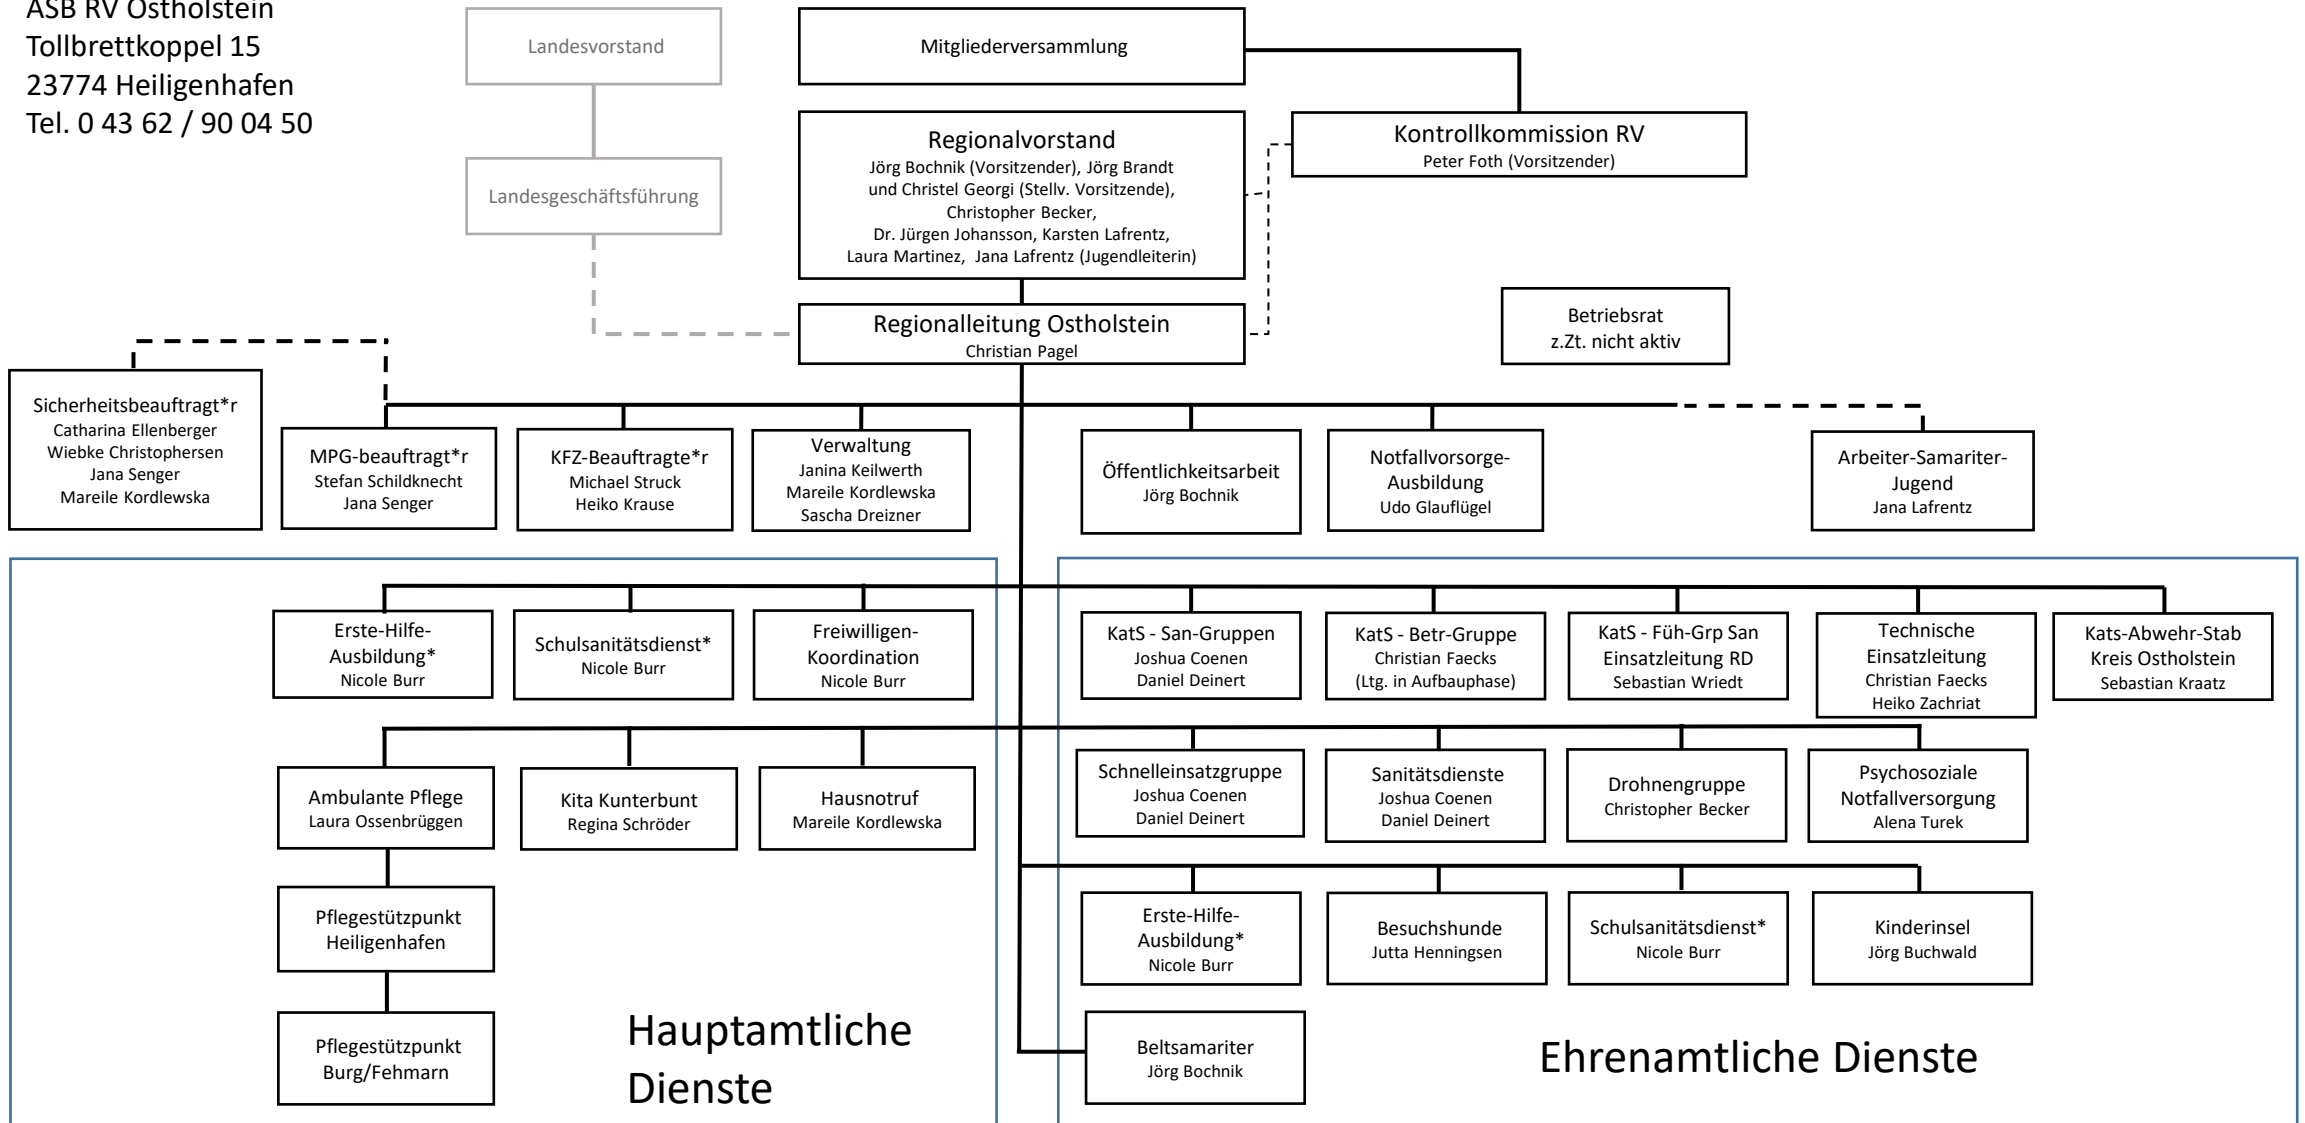 ASB RV Ostholstein
Tollbrettkoppel 15
23774 Heiligenhafen
Tel. 0 43 62 / 90 04 50
Landesvorstand
Landesgeschäftsführung
Mitgliederversammlung
Regionalvorstand
Jörg Bochnik (Vorsitzender), Jörg Brandt
und Christel Georgi (Stellv. Vorsitzende),
Christopher Becker,
Dr. Jürgen Johansson, Karsten Lafrentz,
Laura Martinez, Jana Lafrentz (Jugendleiterin)
Kontrollkommission RV
Peter Foth (Vorsitzender)
Regionalleitung Ostholstein
Christian Pagel
Betriebsrat
z.Zt. nicht aktiv
Sicherheitsbeauftragt*r
Catharina Ellenberger
Wiebke Christophersen
Jana Senger
Mareile Kordlewska
MPG-beauftragt*r
Stefan Schildknecht
Jana Senger
KFZ-Beauftragte*r
Michael Struck
Heiko Krause
Verwaltung
Janina Keilwerth
Mareile Kordlewska
Sascha Dreizner
Öffentlichkeitsarbeit
Jörg Bochnik
Notfallvorsorge-
Ausbildung
Udo Glauflügel
Arbeiter-Samariter-
Jugend
Jana Lafrentz
Erste-Hilfe-
Ausbildung*
Nicole Burr
Schulsanitätsdienst*
Nicole Burr
Freiwilligen-
Koordination
Nicole Burr
KatS - San-Gruppen
Joshua Coenen
Daniel Deinert
KatS - Betr-Gruppe
Christian Faecks
(Ltg. in Aufbauphase)
KatS - Füh-Grp San
Einsatzleitung RD
Sebastian Wriedt
Technische
Einsatzleitung
Christian Faecks
Heiko Zachriat
Kats-Abwehr-Stab
Kreis Ostholstein
Sebastian Kraatz
Ambulante Pflege
Laura Ossenbrüggen
Kita Kunterbunt
Regina Schröder
Hausnotruf
Mareile Kordlewska
Schnelleinsatzgruppe
Joshua Coenen
Daniel Deinert
Sanitätsdienste
Joshua Coenen
Daniel Deinert
Drohnengruppe
Christopher Becker
Psychosoziale
Notfallversorgung
Alena Turek
Pflegestützpunkt
Heiligenhafen
Erste-Hilfe-
Ausbildung*
Nicole Burr
Besuchshunde
Jutta Henningsen
Schulsanitätsdienst*
Nicole Burr
Kinderinsel
Jörg Buchwald
Pflegestützpunkt
Burg/Fehmarn
Hauptamtliche
Dienste
Beltsamariter
Jörg Bochnik
Ehrenamtliche Dienste